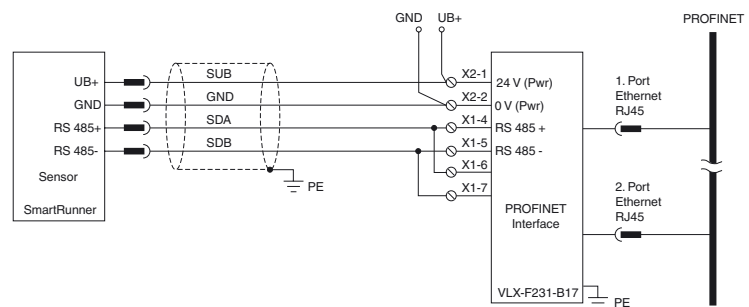 GND UB+ PROFINET
UB+ SUB X2-1 24 V (Pwr)
GND GND X2-2 0 V (Pwr)
RS 485+ SDA X1-4 RS 485 +
RS 485- SDB X1-5 RS 485 -
X1-6
X1-7
Sensor
SmartRunner
PE
PROFINET
Interface
VLX-F231-B17
PE
1. Port
Ethernet
RJ45
2. Port
Ethernet
RJ45